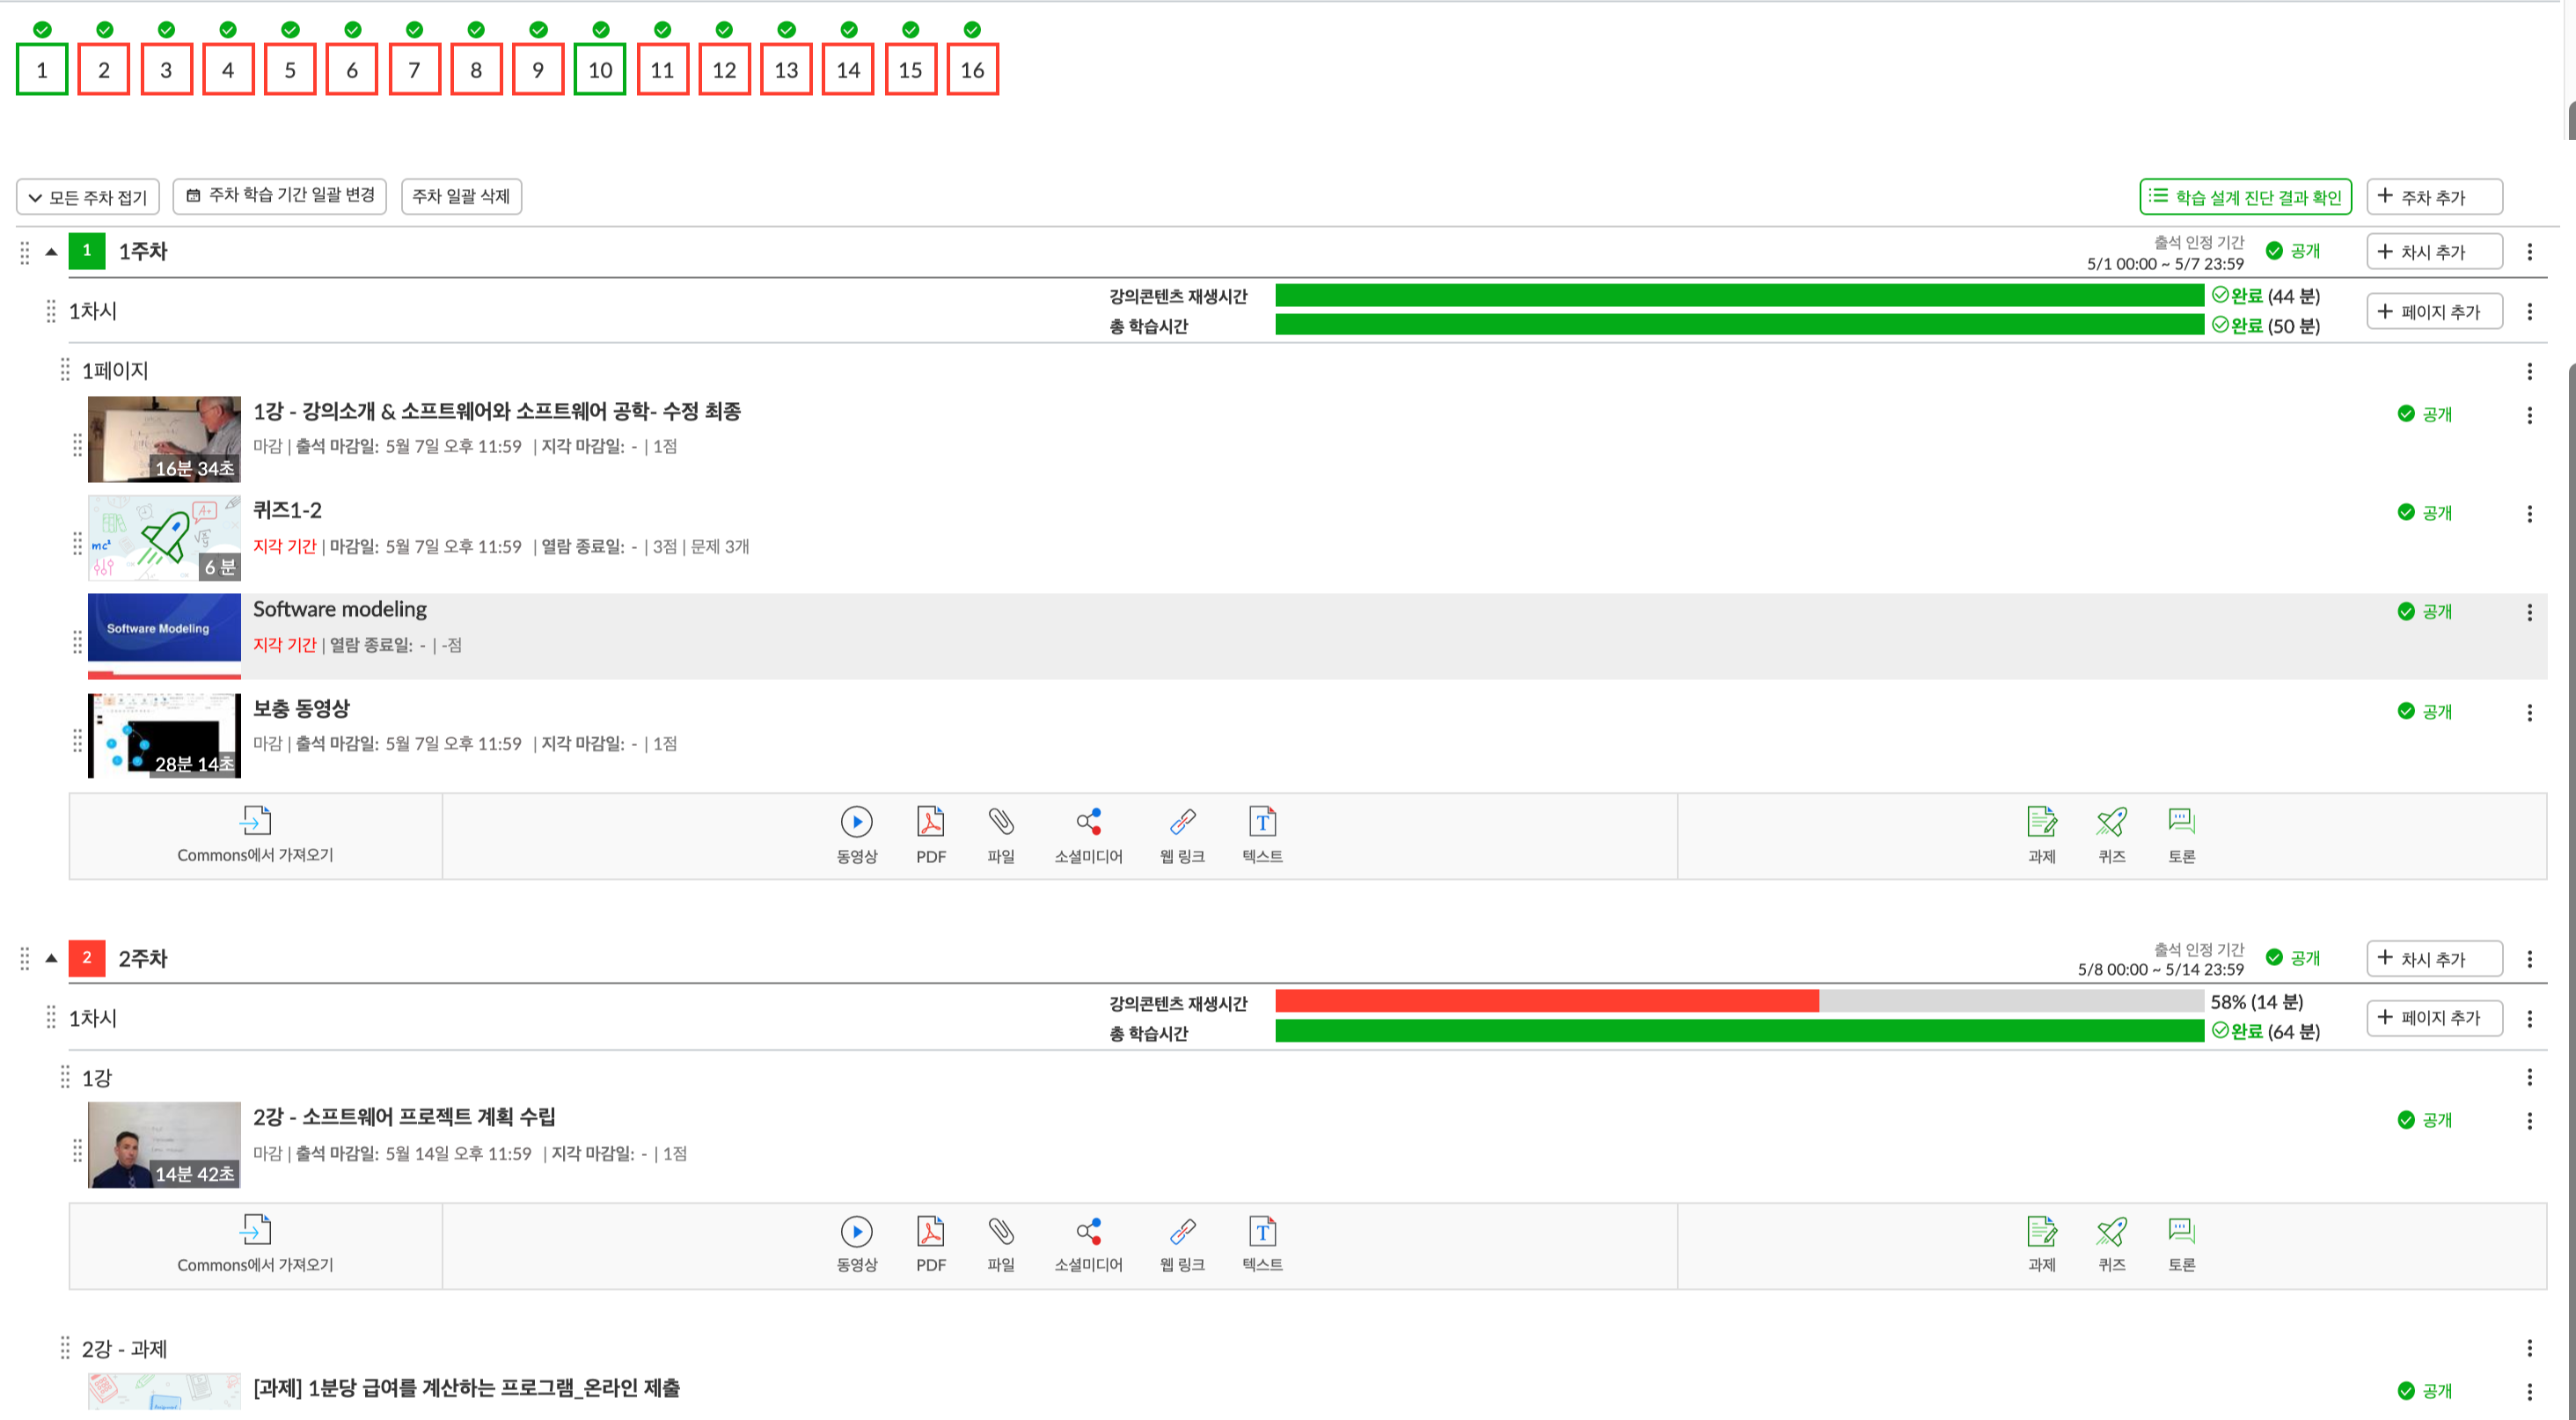 1 2 3 4 5 6 7 8 9 10 11 12 13 14 15 16
모든 주차 접기 주차 학습 기간 일괄 변경 주차 일괄 삭제 학습 설계 진단 결과 확인 + 주차 추가
1 1주차 출석 인정 기간 5/1 00:00 ~ 5/7 23:59 공개 + 차시 추가
1차시
강의콘텐츠 재생시간 완료 (44 분)
총 학습시간 완료 (50 분)
+ 페이지 추가
1페이지
1강 - 강의소개 & 소프트웨어와 소프트웨어 공학- 수정 최종 공개
마감 | 출석 마감일: 5월 7일 오후 11:59 | 지각 마감일: - | 1점
16분 34초
퀴즈1-2 공개
지각 기간 | 마감일: 5월 7일 오후 11:59 | 열람 종료일: - | 3점 | 문제 3개
A+
mc²
6 분
Software modeling 공개
Software Modeling
지각 기간 | 열람 종료일: - | -점
보충 동영상 공개
마감 | 출석 마감일: 5월 7일 오후 11:59 | 지각 마감일: - | 1점
28분 14초
Commons에서 가져오기 동영상 PDF 파일 소셜미디어 웹 링크 텍스트 과제 퀴즈 토론
2 2주차 출석 인정 기간 5/8 00:00 ~ 5/14 23:59 공개 + 차시 추가
1차시
강의콘텐츠 재생시간 58% (14 분)
총 학습시간 완료 (64 분)
+ 페이지 추가
1강
2강 - 소프트웨어 프로젝트 계획 수립 공개
마감 | 출석 마감일: 5월 14일 오후 11:59 | 지각 마감일: - | 1점
14분 42초
Commons에서 가져오기 동영상 PDF 파일 소셜미디어 웹 링크 텍스트 과제 퀴즈 토론
2강 - 과제
[과제] 1분당 급여를 계산하는 프로그램_온라인 제출 공개